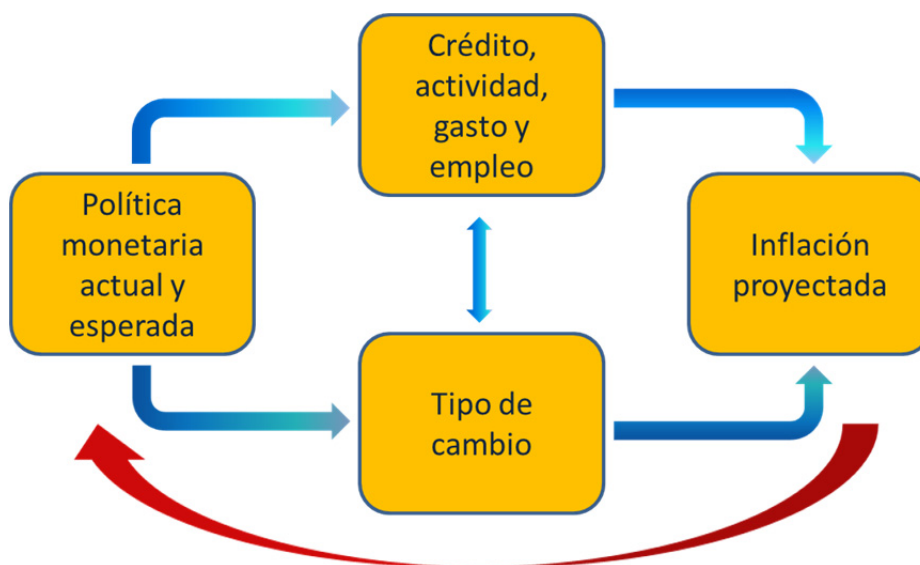 Crédito,
actividad,
gasto y
empleo
Política
monetaria
actual y
esperada
Inflación
proyectada
Tipo de
cambio